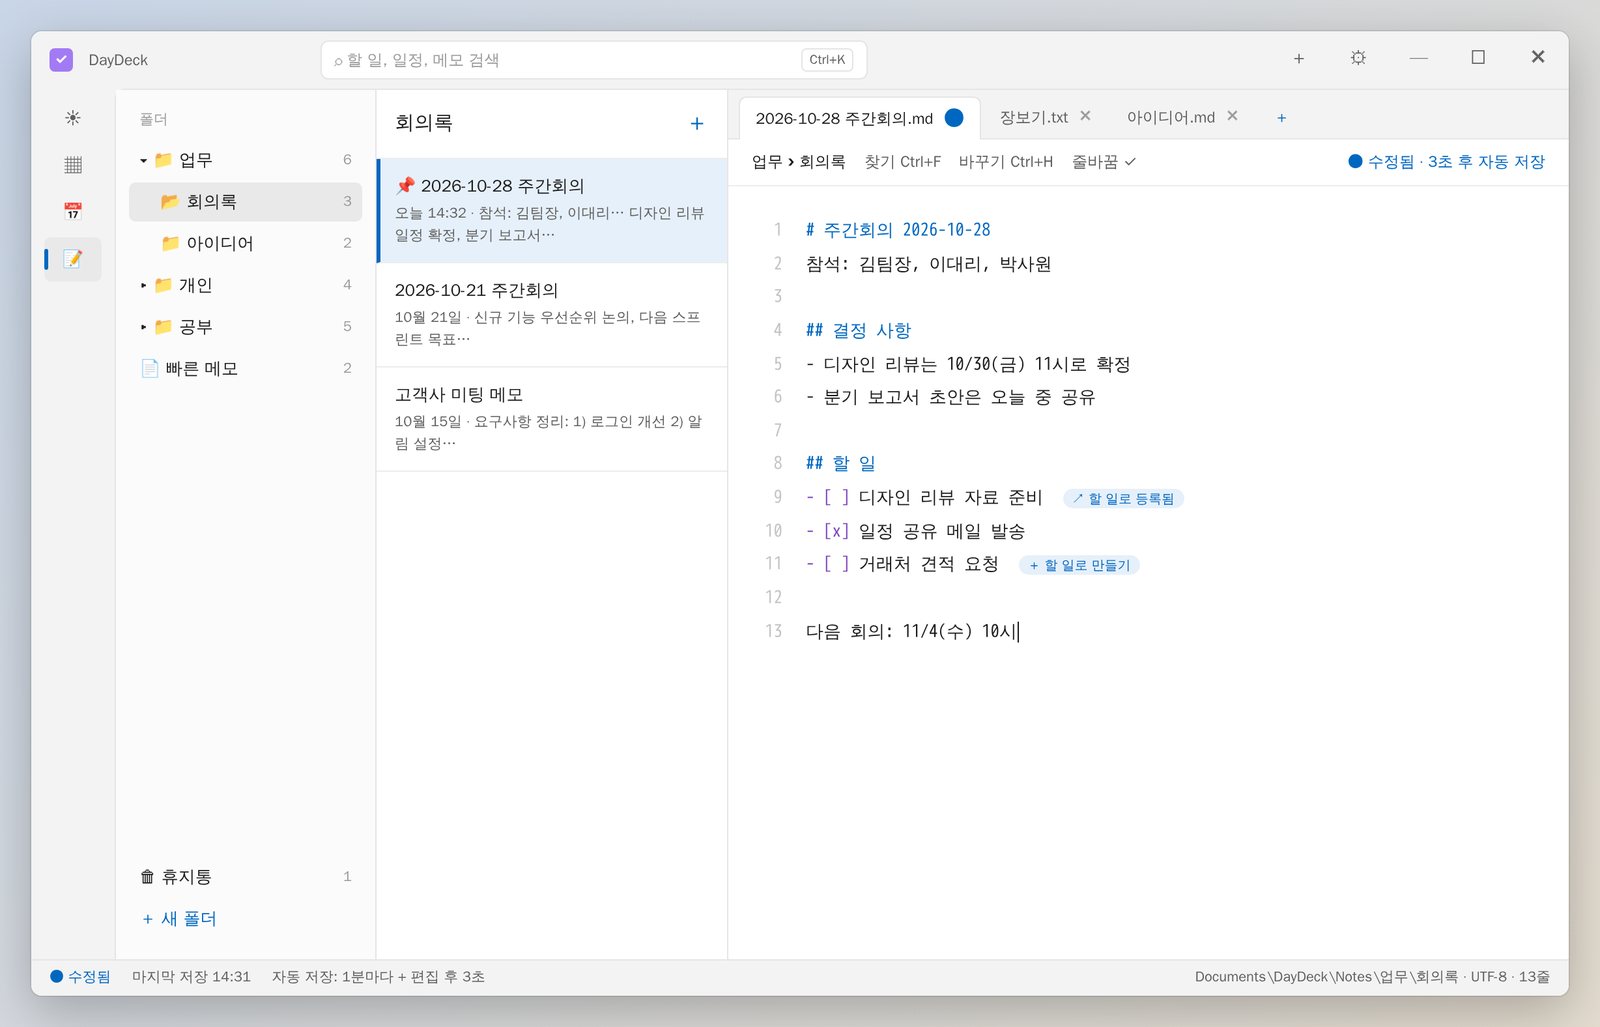 DayDeck
할 일, 일정, 메모 검색 Ctrl+K
폴더
업무 6
회의록 3
아이디어 2
개인 4
공부 5
빠른 메모 2
휴지통 1
+ 새 폴더
회의록 +
2026-10-28 주간회의
오늘 14:32 · 참석: 김팀장, 이대리… 디자인 리뷰
일정 확정, 분기 보고서…
2026-10-21 주간회의
10월 21일 · 신규 기능 우선순위 논의, 다음 스프
린트 목표…
고객사 미팅 메모
10월 15일 · 요구사항 정리: 1) 로그인 개선 2) 알
림 설정…
2026-10-28 주간회의.md 장보기.txt ✕ 아이디어.md ✕ +
업무 › 회의록 찾기 Ctrl+F 바꾸기 Ctrl+H 줄바꿈 ✓ 수정됨 · 3초 후 자동 저장
1 # 주간회의 2026-10-28
2 참석: 김팀장, 이대리, 박사원
3
4 ## 결정 사항
5 - 디자인 리뷰는 10/30(금) 11시로 확정
6 - 분기 보고서 초안은 오늘 중 공유
7
8 ## 할 일
9 - [ ] 디자인 리뷰 자료 준비 ↗ 할 일로 등록됨
10 - [x] 일정 공유 메일 발송
11 - [ ] 거래처 견적 요청 + 할 일로 만들기
12
13 다음 회의: 11/4(수) 10시
수정됨 마지막 저장 14:31 자동 저장: 1분마다 + 편집 후 3초 Documents\DayDeck\Notes\업무\회의록 · UTF-8 · 13줄